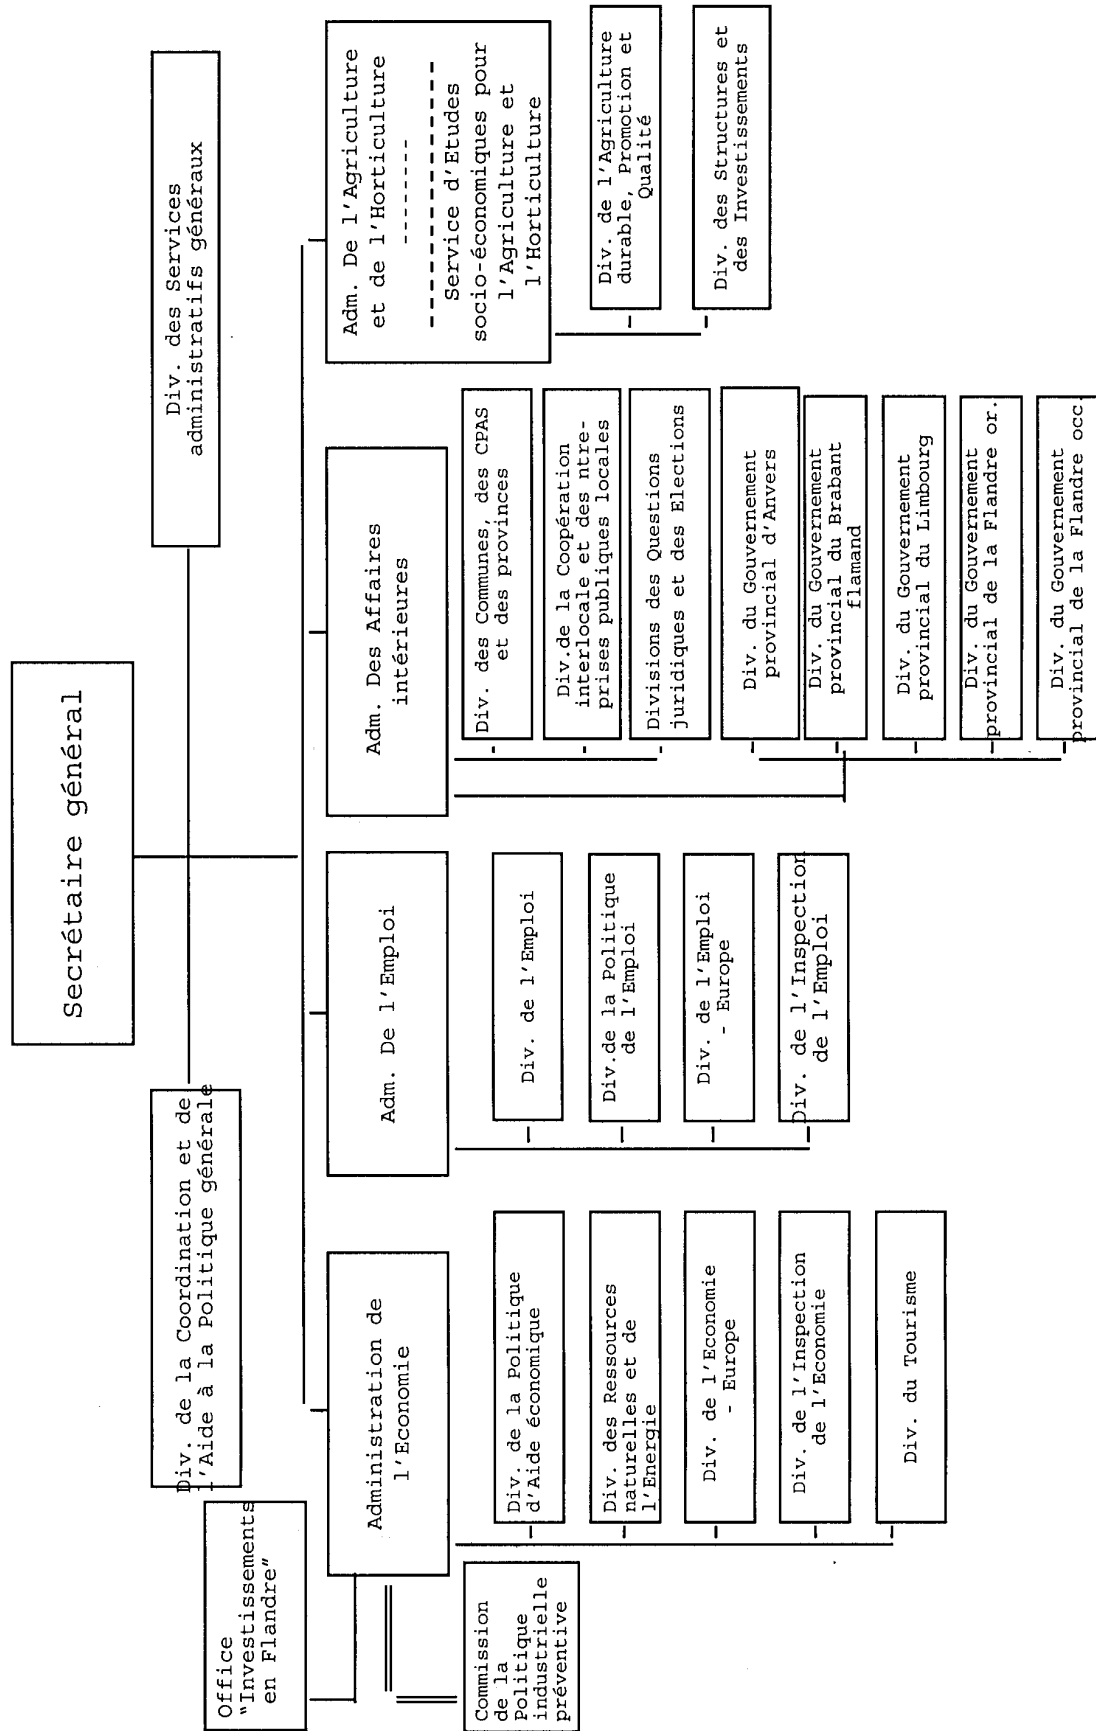 Secrétaire général
Div. de la Coordination et de
l'Aide à la Politique générale
Div. des Services
administratifs généraux
Office
"Investissements
en Flandre"
Administration de
l'Economie
Commission
de la
Politique
industrielle
préventive
Div. de la Politique
d'Aide économique
Div. des Ressources
naturelles et de
l'Energie
Div. de l'Economie
- Europe
Div. de l'Inspection
de l'Economie
Div. du Tourisme
Adm. De l'Emploi
Div. de l'Emploi
Div.de la Politique
de l'Emploi
Div. de l'Emploi
- Europe
Div. de l'Inspection
de l'Emploi
Adm. Des Affaires
intérieures
Div. des Communes, des CPAS
et des provinces
Div.de la Coopération
interlocale et des ntre-
prises publiques locales
Divisions des Questions
juridiques et des Elections
Div. du Gouvernement
provincial d'Anvers
Div. du Gouvernement
provincial du Brabant
flamand
Div. du Gouvernement
provincial du Limbourg
Div. du Gouvernement
provincial de la Flandre or.
Div. du Gouvernement
provincial de la Flandre occ.
Adm. De l'Agriculture
et de l'Horticulture
-------
Service d'Etudes
socio-économiques pour
l'Agriculture et
l'Horticulture
Div. de l'Agriculture
durable, Promotion et
Qualité
Div. des Structures et
des Investissements